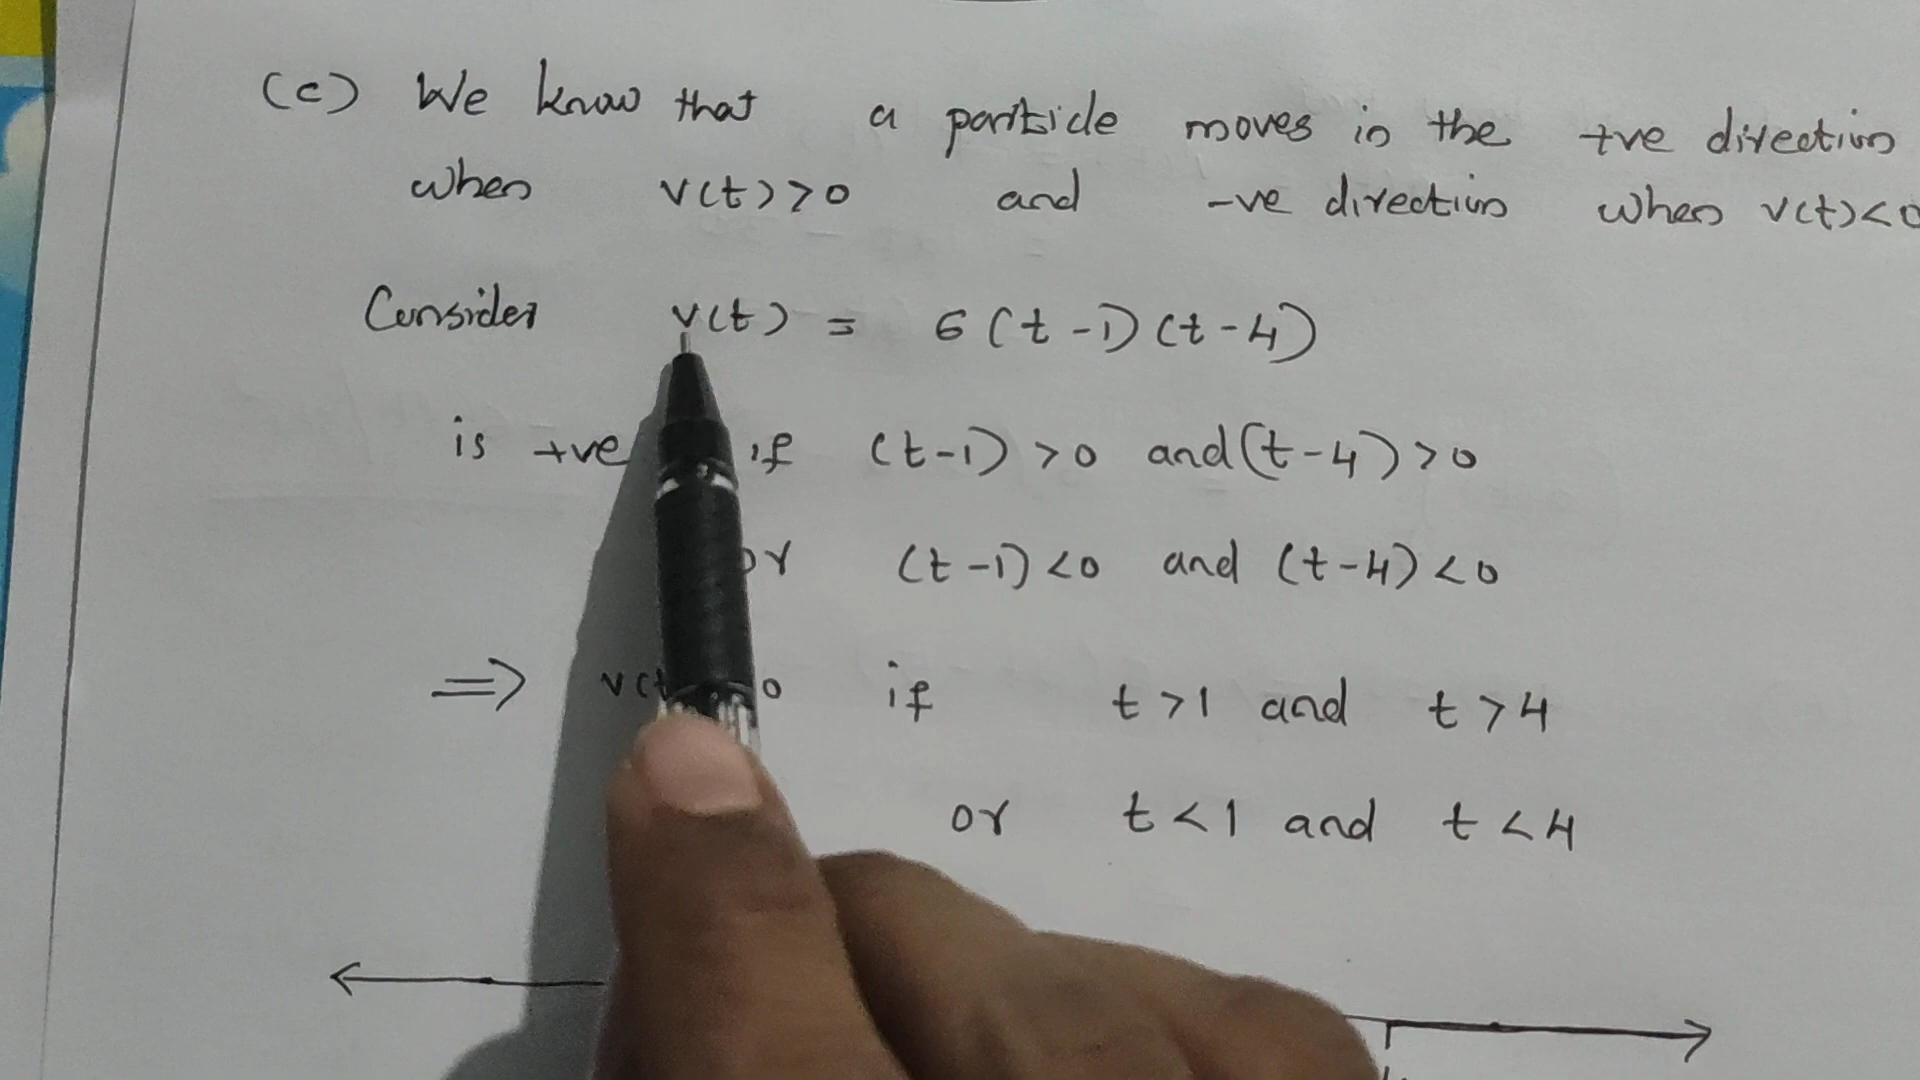 (c) We know that a particle moves in the +ve direction
when v(t)>0 and -ve direction when v(t)<0
Consider v(t) = 6(t-1)(t-4)
is +ve if (t-1)>0 and (t-4)>0
or (t-1)<0 and (t-4)<0
⇒ v(t 0 if t>1 and t>4
or t<1 and t<4